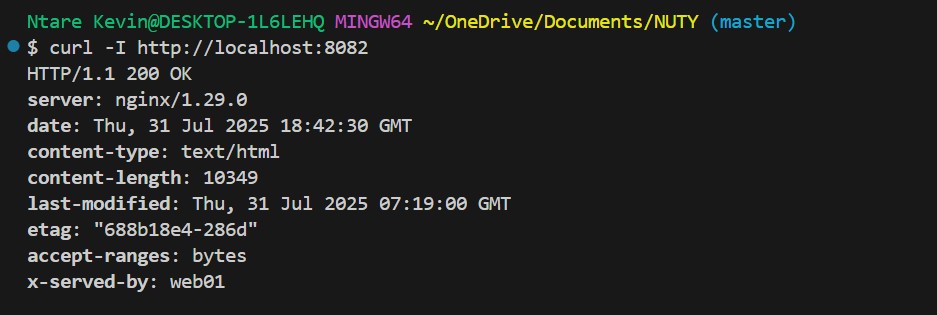 Ntare Kevin@DESKTOP-1L6LEHQ MINGW64 ~/OneDrive/Documents/NUTY (master)
$ curl -I http://localhost:8082
HTTP/1.1 200 OK
server: nginx/1.29.0
date: Thu, 31 Jul 2025 18:42:30 GMT
content-type: text/html
content-length: 10349
last-modified: Thu, 31 Jul 2025 07:19:00 GMT
etag: "688b18e4-286d"
accept-ranges: bytes
x-served-by: web01